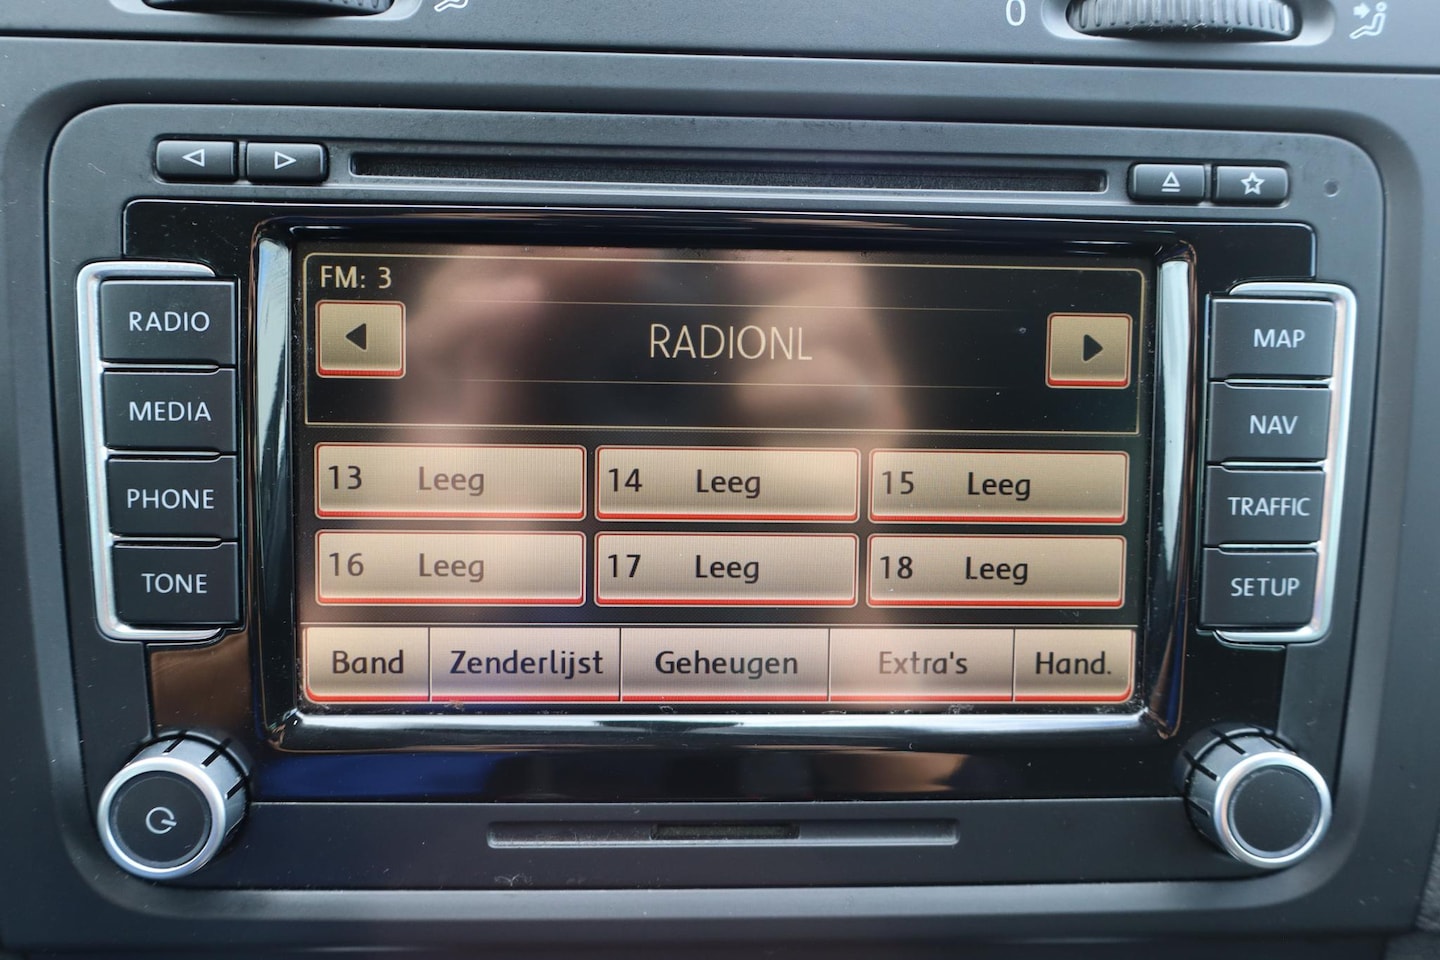 0
FM: 3
RADIO
RADIONL
MAP
MEDIA
NAV
13 Leeg
14 Leeg
15 Leeg
PHONE
TRAFFIC
16 Leeg
17 Leeg
18 Leeg
TONE
SETUP
Band
Zenderlijst
Geheugen
Extra's
Hand.